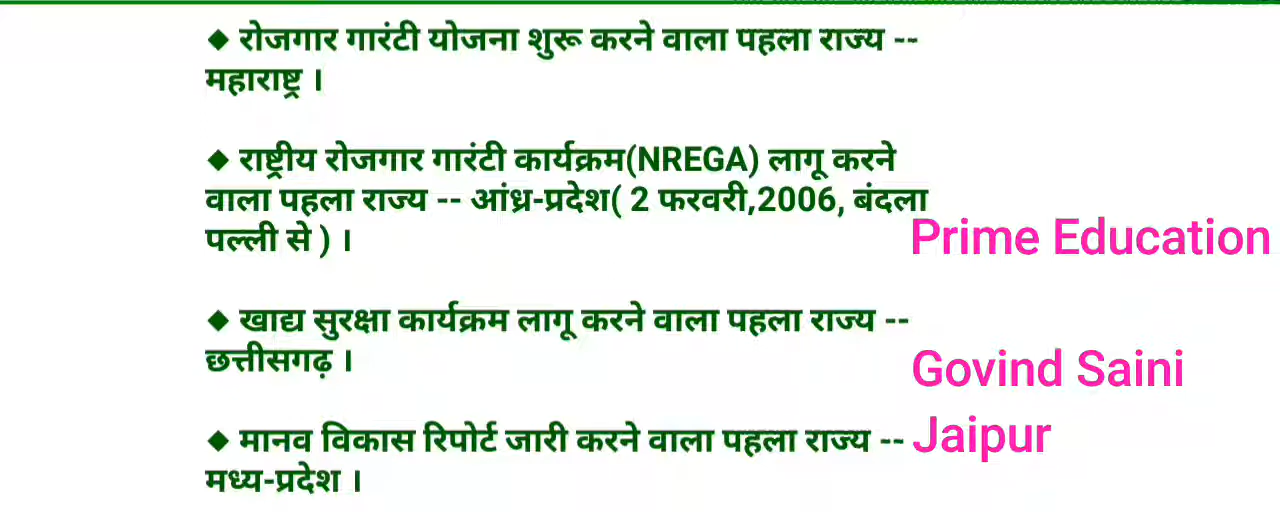 ◆ रोजगार गारंटी योजना शुरू करने वाला पहला राज्य --
महाराष्ट्र ।
◆ राष्ट्रीय रोजगार गारंटी कार्यक्रम(NREGA) लागू करने
वाला पहला राज्य -- आंध्र-प्रदेश( 2 फरवरी,2006, बंदला
पल्ली से ) ।
Prime Education
◆ खाद्य सुरक्षा कार्यक्रम लागू करने वाला पहला राज्य --
छत्तीसगढ़ ।
Govind Saini
◆ मानव विकास रिपोर्ट जारी करने वाला पहला राज्य --
Jaipur
मध्य-प्रदेश ।